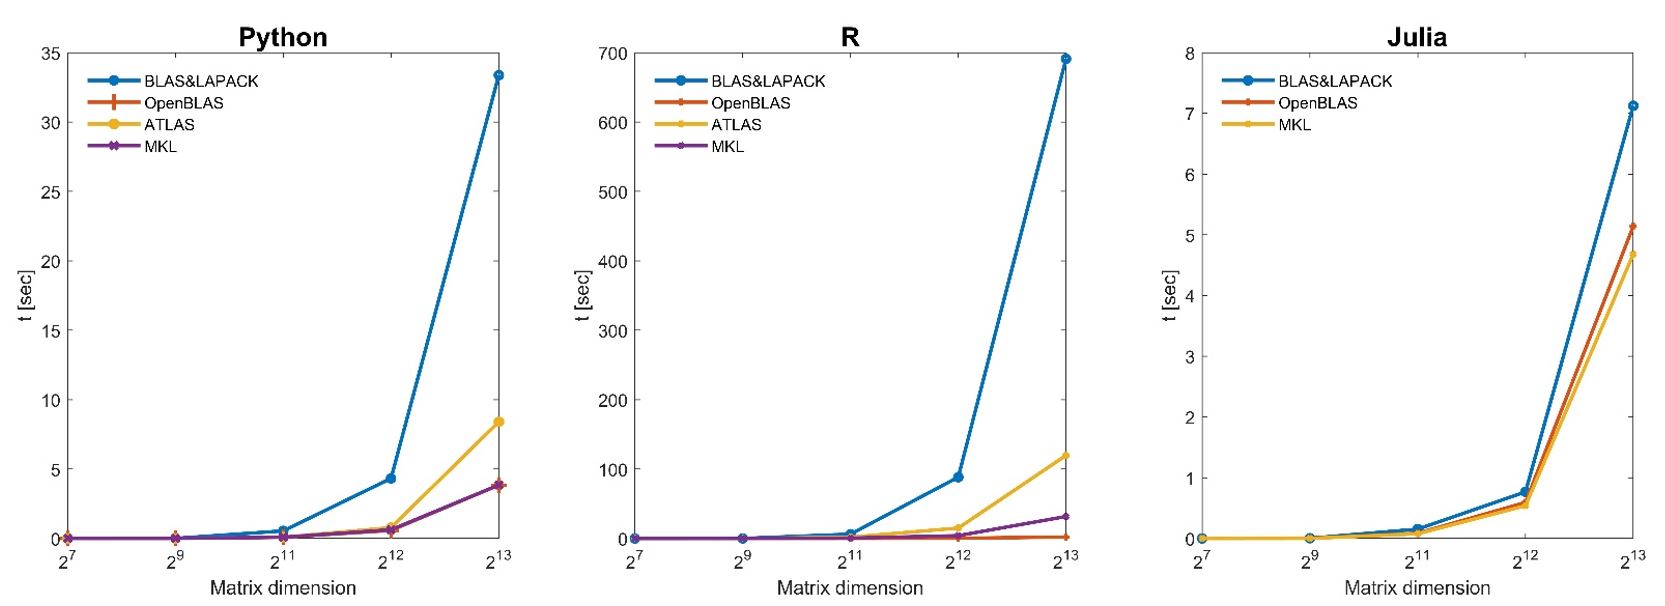 Python
35
30
25
20
15
10
5
0
t [sec]
BLAS&LAPACK
OpenBLAS
ATLAS
MKL
2^7 2^9 2^11 2^12 2^13
Matrix dimension
R
700
600
500
400
300
200
100
0
t [sec]
BLAS&LAPACK
OpenBLAS
ATLAS
MKL
2^7 2^9 2^11 2^12 2^13
Matrix dimension
Julia
8
7
6
5
4
3
2
1
0
t [sec]
BLAS&LAPACK
OpenBLAS
MKL
2^7 2^9 2^11 2^12 2^13
Matrix dimension